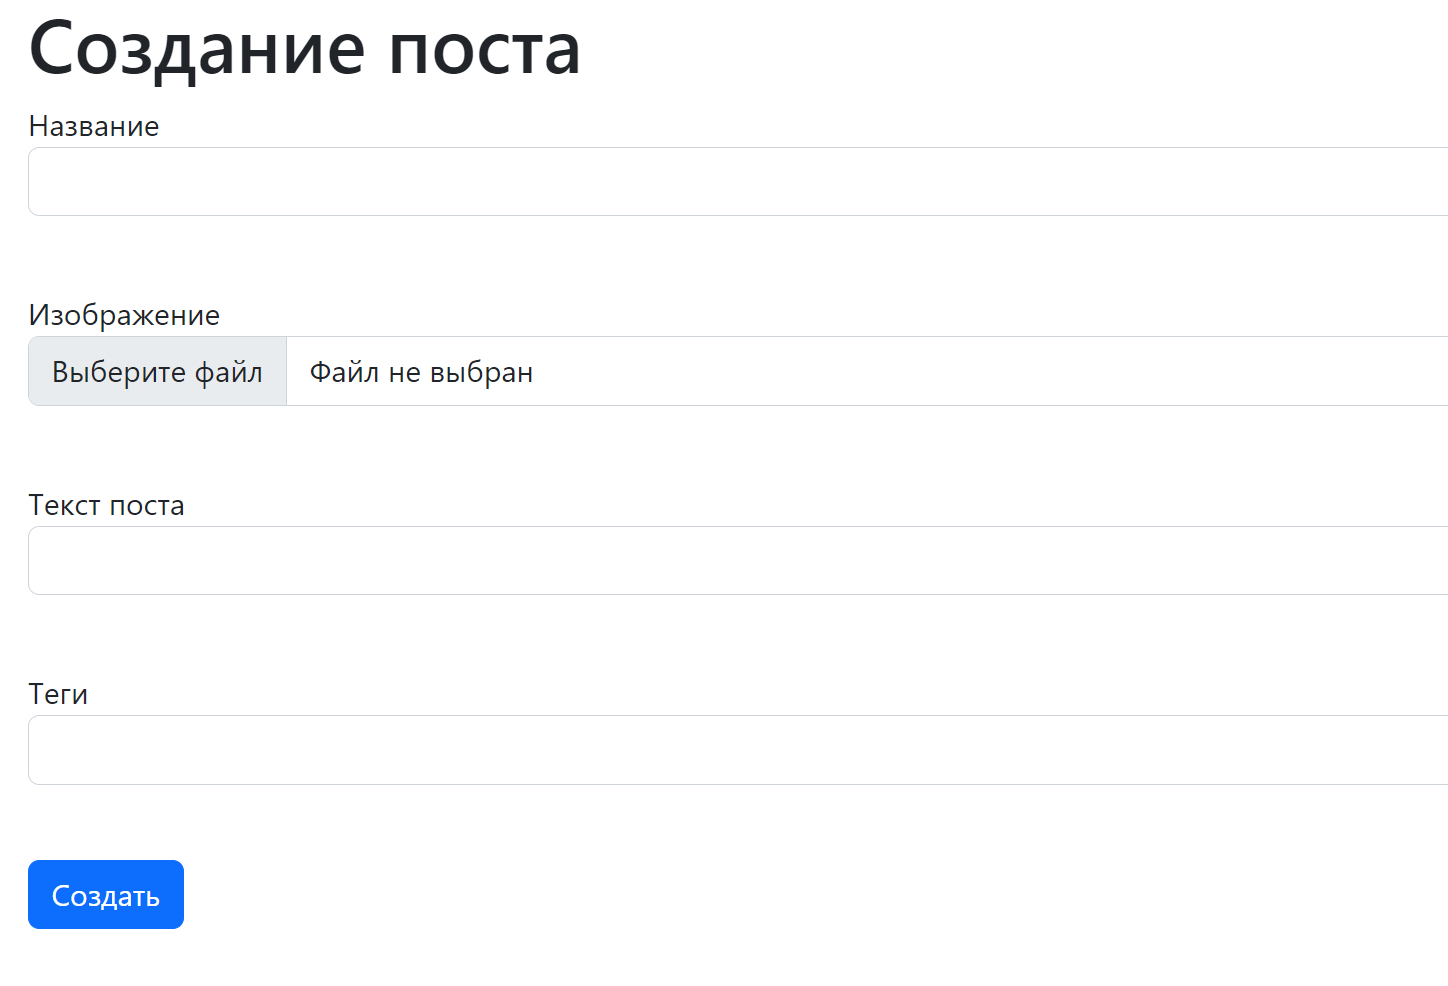 Создание поста
Название
Изображение
Выберите файл Файл не выбран
Текст поста
Теги
Создать